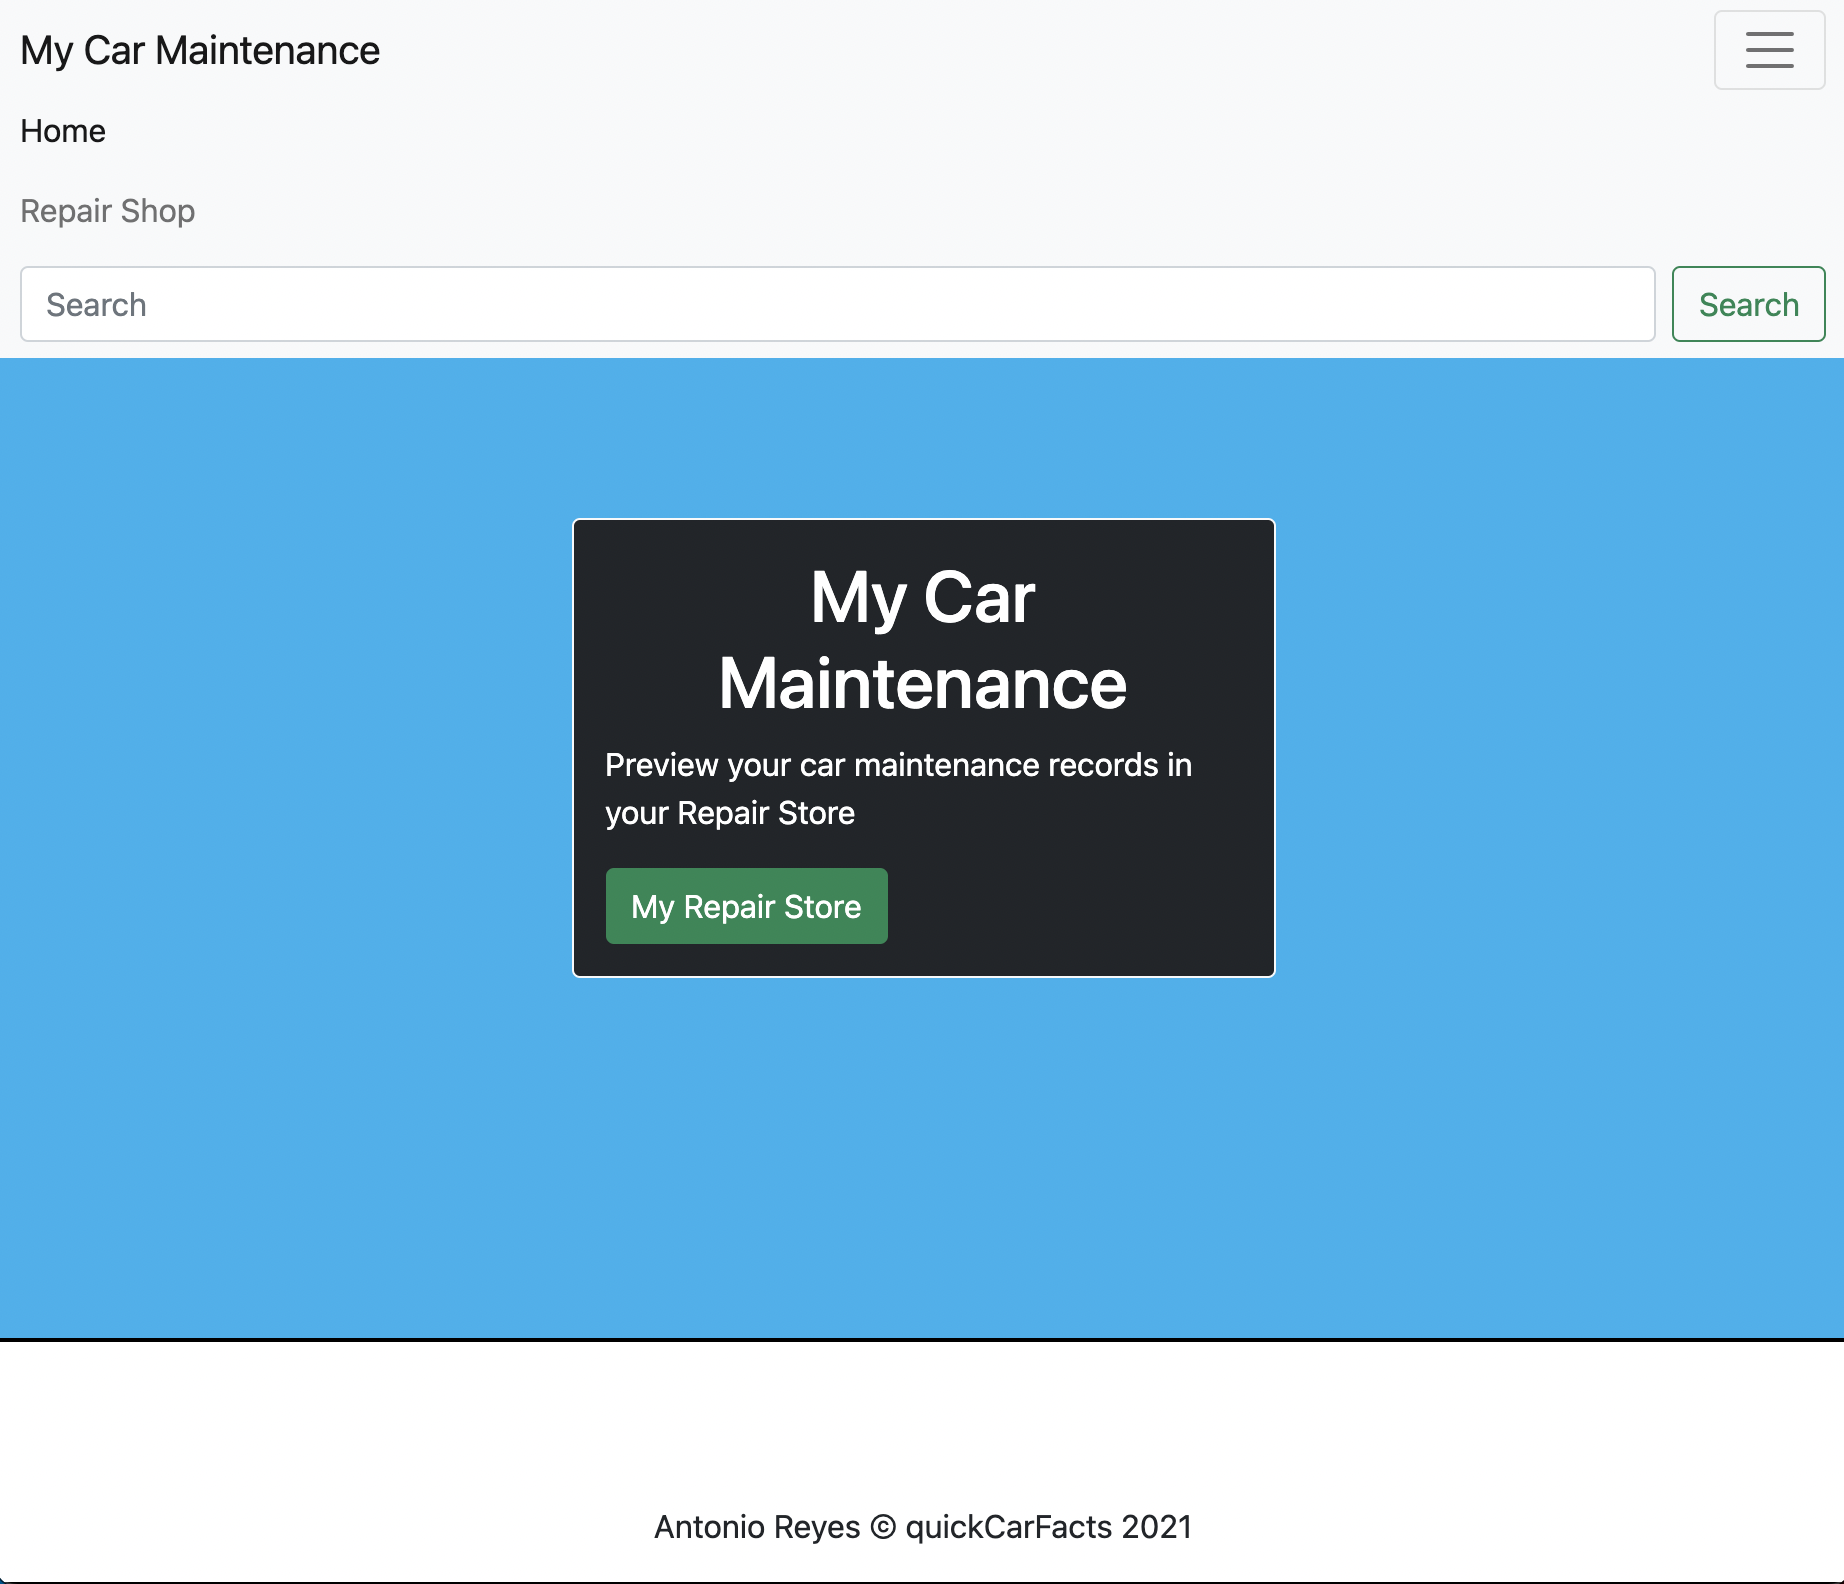 My Car Maintenance
Home
Repair Shop
Search
Search
My Car
Maintenance
Preview your car maintenance records in
your Repair Store
My Repair Store
Antonio Reyes © quickCarFacts 2021